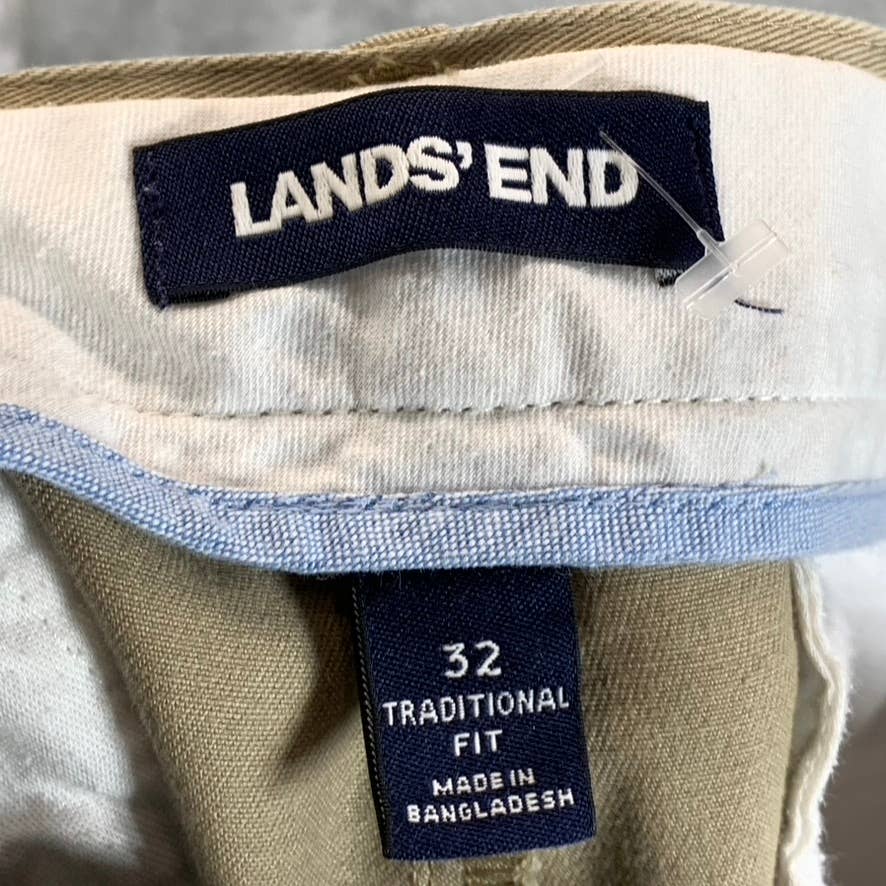 LANDS' END
32
TRADITIONAL
FIT
MADE IN
BANGLADESH